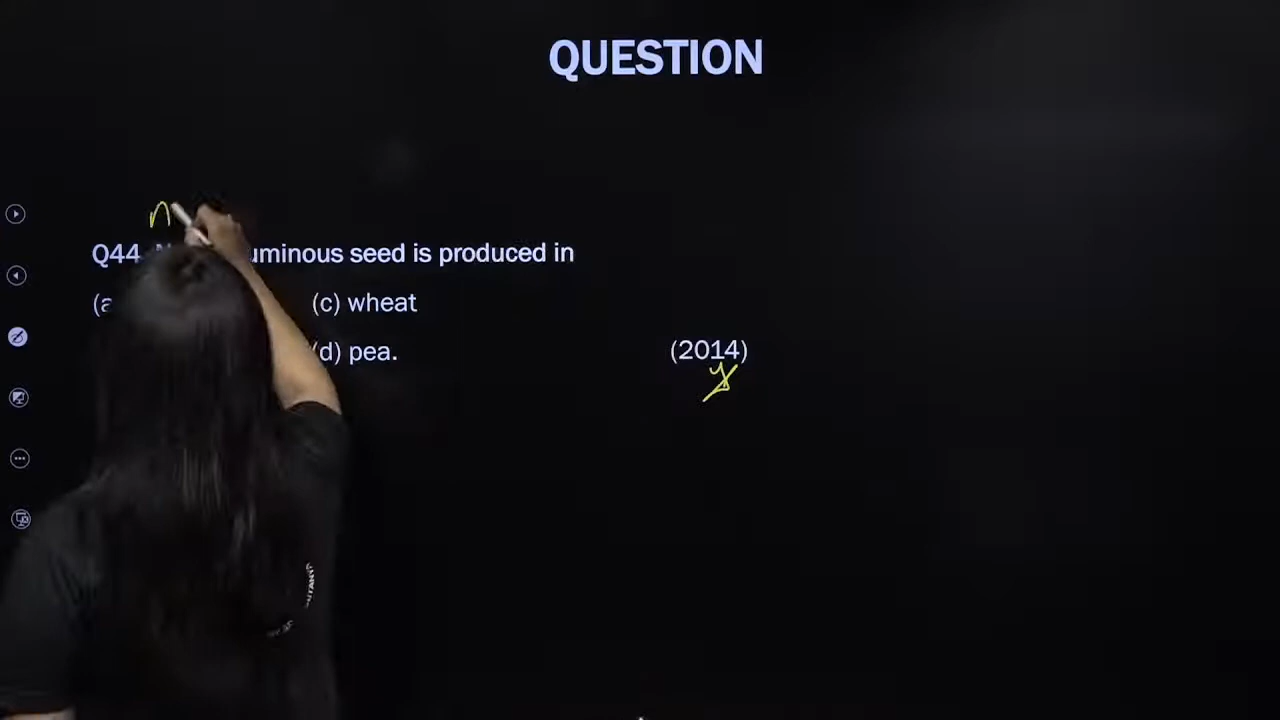 QUESTION
n
Q44. uminous seed is produced in
(a (c) wheat
(d) pea.
(2014)